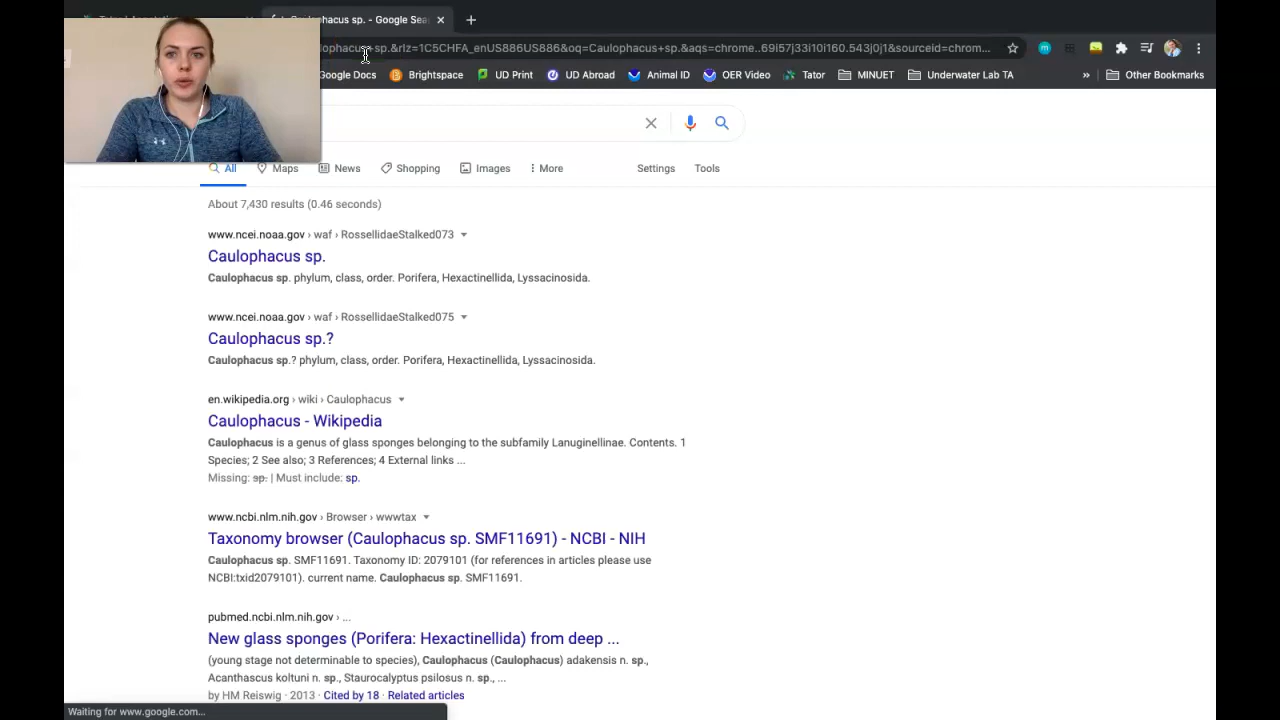 Caulophacus sp. - Google Sea
lophacus+sp.&rlz=1C5CHFA_enUS886US886&oq=Caulophacus+sp.&aqs=chrome..69i57j33i10i160.543j0j1&sourceid=chrom...
Google Docs Brightspace UD Print UD Abroad Animal ID OER Video Tator MINIJET Underwater Lab TA » Other Bookmarks
All Maps News Shopping Images More Settings Tools
About 7,430 results (0.46 seconds)
www.ncei.noaa.gov › waf › RossellidaeStalked073
Caulophacus sp.
Caulophacus sp. phylum, class, order. Porifera, Hexactinellida, Lyssacinosida.
www.ncei.noaa.gov › waf › RossellidaeStalked075
Caulophacus sp.?
Caulophacus sp.? phylum, class, order. Porifera, Hexactinellida, Lyssacinosida.
en.wikipedia.org › wiki › Caulophacus
Caulophacus - Wikipedia
Caulophacus is a genus of glass sponges belonging to the subfamily Lanuginellinae. Contents. 1
Species; 2 See also; 3 References; 4 External links ...
Missing: sp. | Must include: sp.
www.ncbi.nlm.nih.gov › Browser › wwwtax
Taxonomy browser (Caulophacus sp. SMF11691) - NCBI - NIH
Caulophacus sp. SMF11691. Taxonomy ID: 2079101 (for references in articles please use
NCBI:txid2079101). current name. Caulophacus sp. SMF11691.
pubmed.ncbi.nlm.nih.gov › ...
New glass sponges (Porifera: Hexactinellida) from deep ...
(young stage not determinable to species), Caulophacus (Caulophacus) adakensis n. sp.,
Acanthascus koltuni n. sp., Staurocalyptus psilosus n. sp., ...
by HM Reiswig · 2013 · Cited by 18 · Related articles
Waiting for www.google.com...